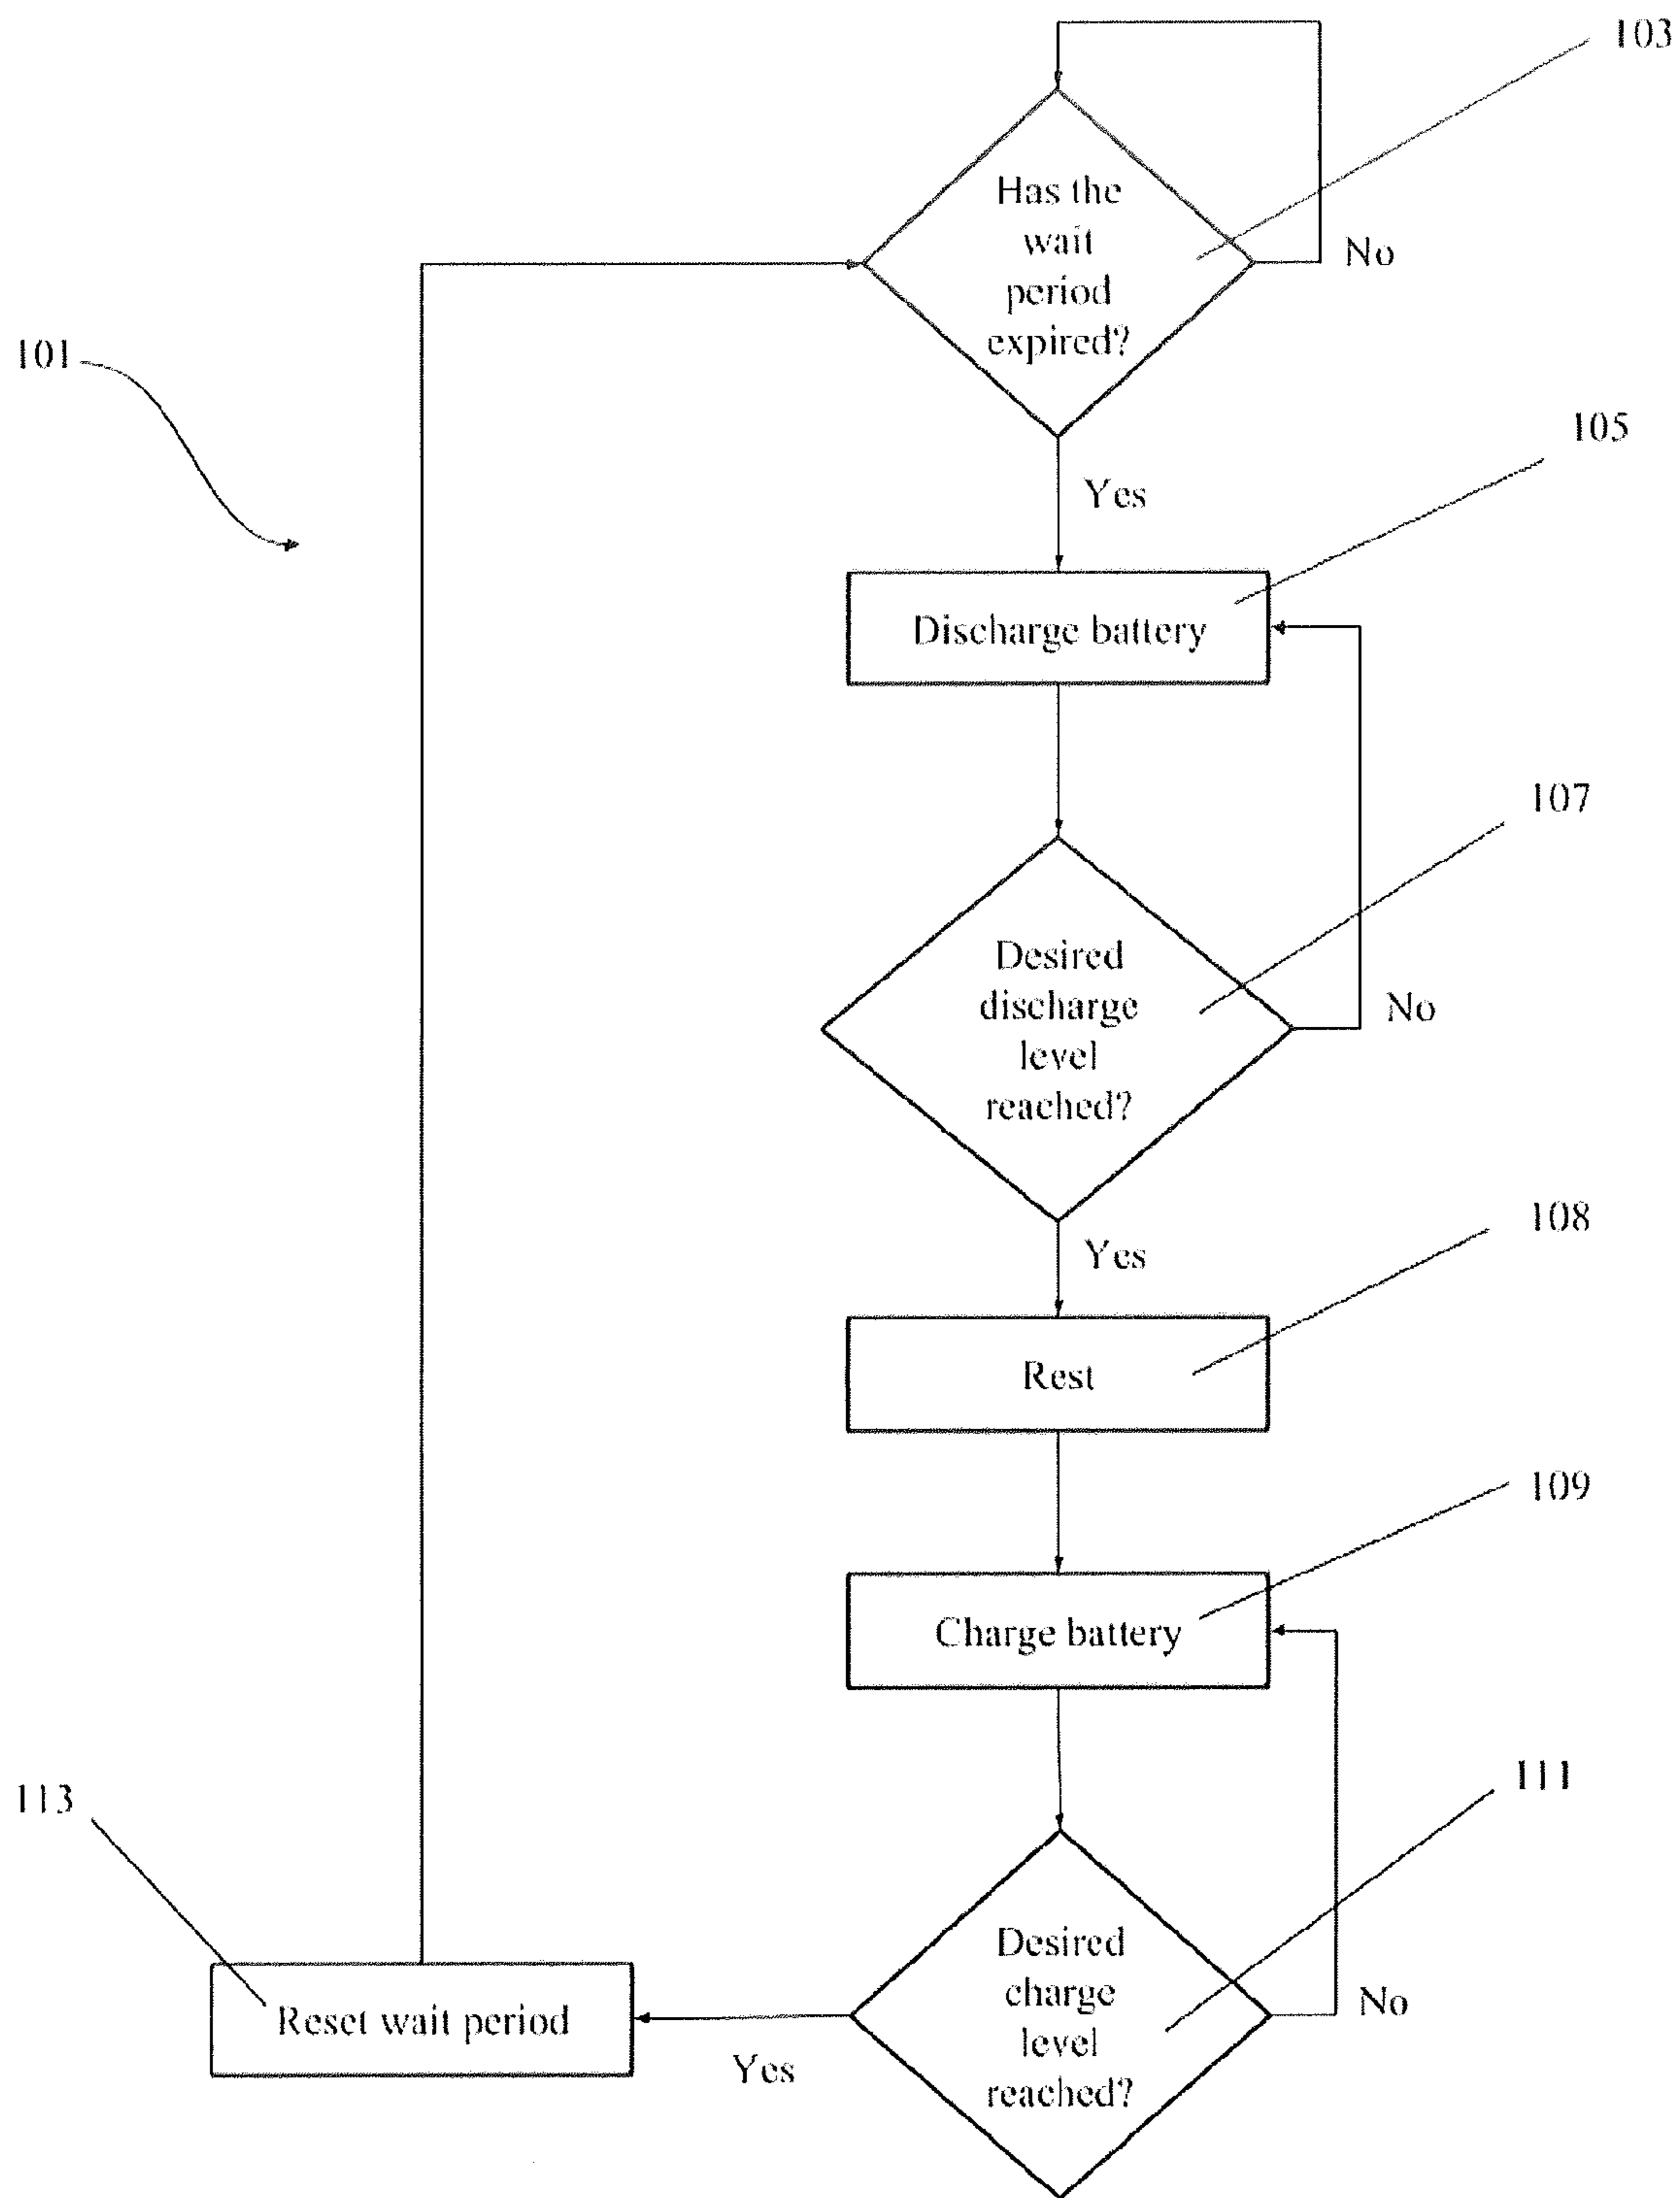 103
Has the
wait
period
expired?
No
101
105
Yes
Discharge battery
107
Desired
discharge
level
reached?
No
108
Yes
Rest
109
Charge battery
111
113
Desired
charge
level
reached?
No
Reset wait period
Yes